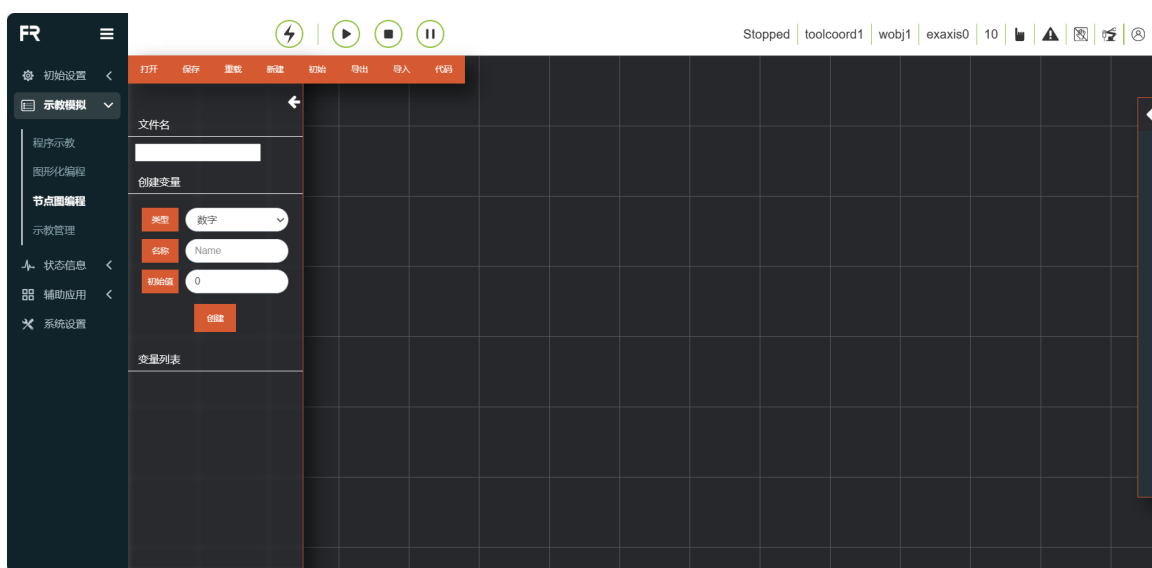 FR
Stopped toolcoord1 wobj1 exaxis0 10
初始设置
示教模拟
程序示教
图形化编程
节点图编程
示教管理
状态信息
辅助应用
系统设置
打开 保存 重载 新建 初始 导出 导入 代码
文件名
创建变量
类型 数字
名称 Name
初始值 0
创建
变量列表